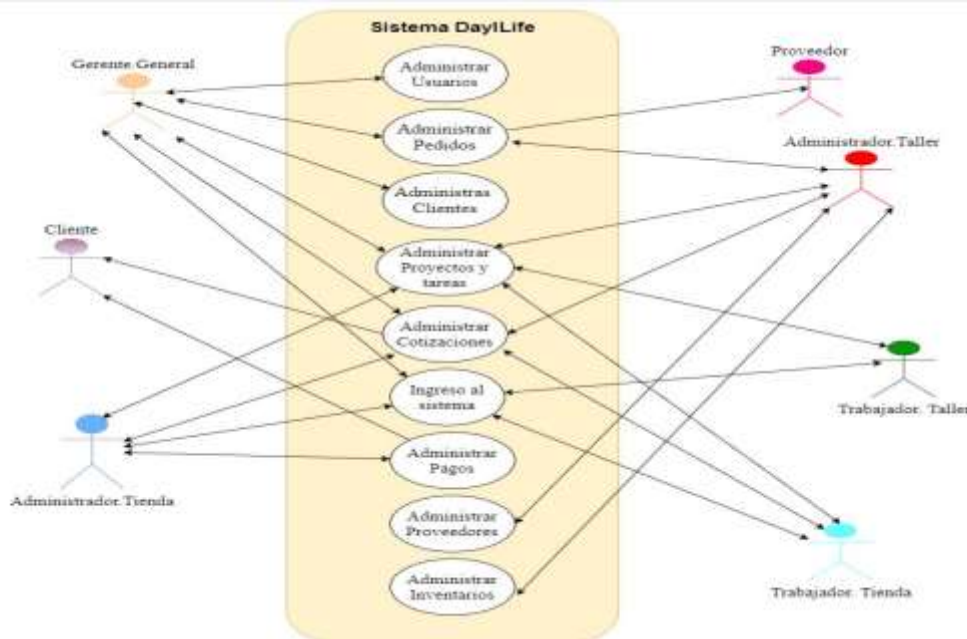 Sistema DayILife
Gerente.General
Administrar
Usuarios
Proveedor
Administrar
Pedidos
Administrador.Taller
Administras
Clientes
Cliente
Administrar
Proyectos y
tareas
Administrar
Cotizaciones
Ingreso al
sistema
Trabajador. Taller
Administrar
Pagos
Administrador.Tienda
Administrar
Proveedores
Administrar
Inventarios
Trabajador. Tienda